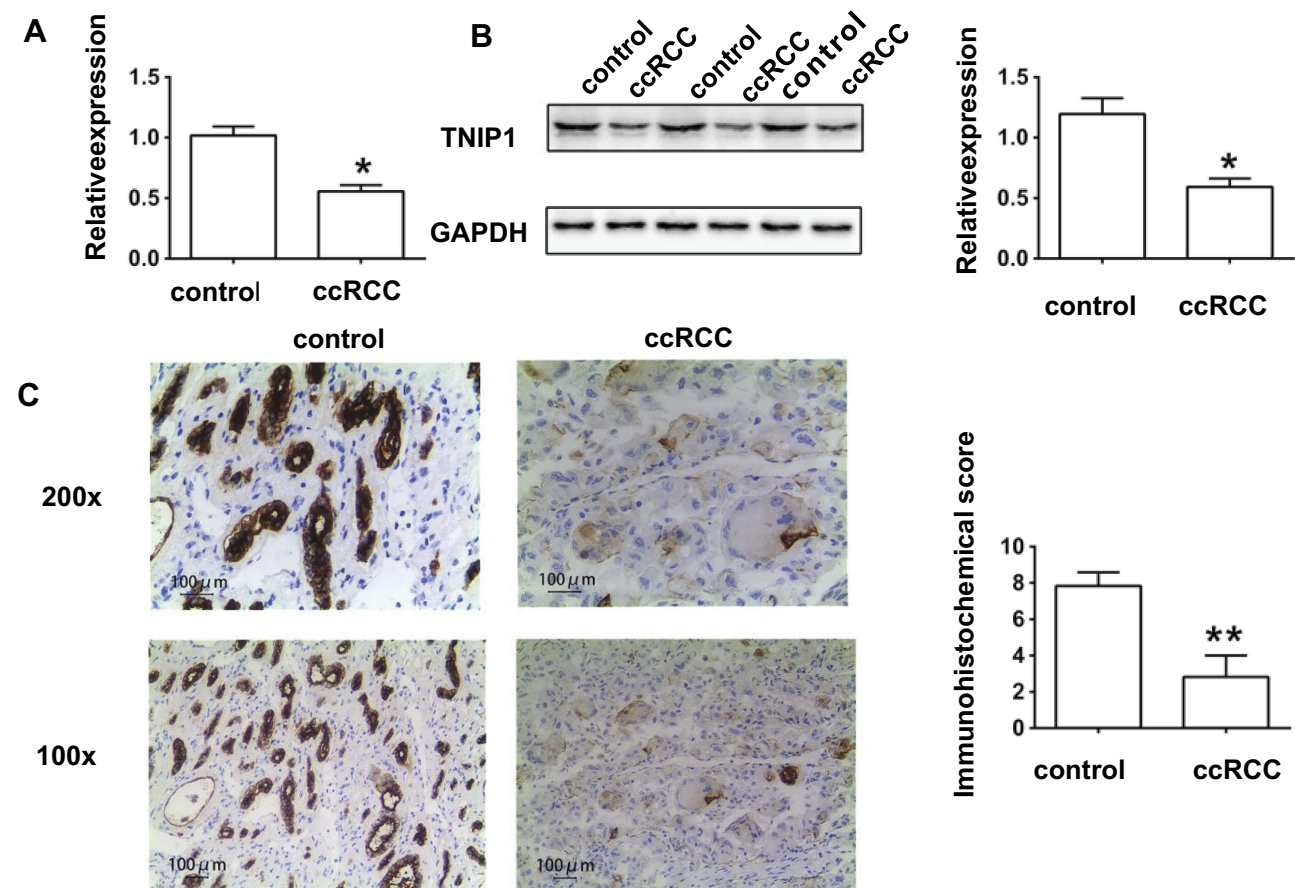 A
Relativeexpression
1.5
1.0
0.5
0.0
*
control
ccRCC
B
control
ccRCC
control
ccRCC
control
ccRCC
TNIP1
GAPDH
Relativeexpression
1.5
1.0
0.5
0.0
*
control
ccRCC
C
control
ccRCC
200x
100μm
100μm
100x
100μm
100μm
Immunohistochemical score
10
8
6
4
2
0
**
control
ccRCC